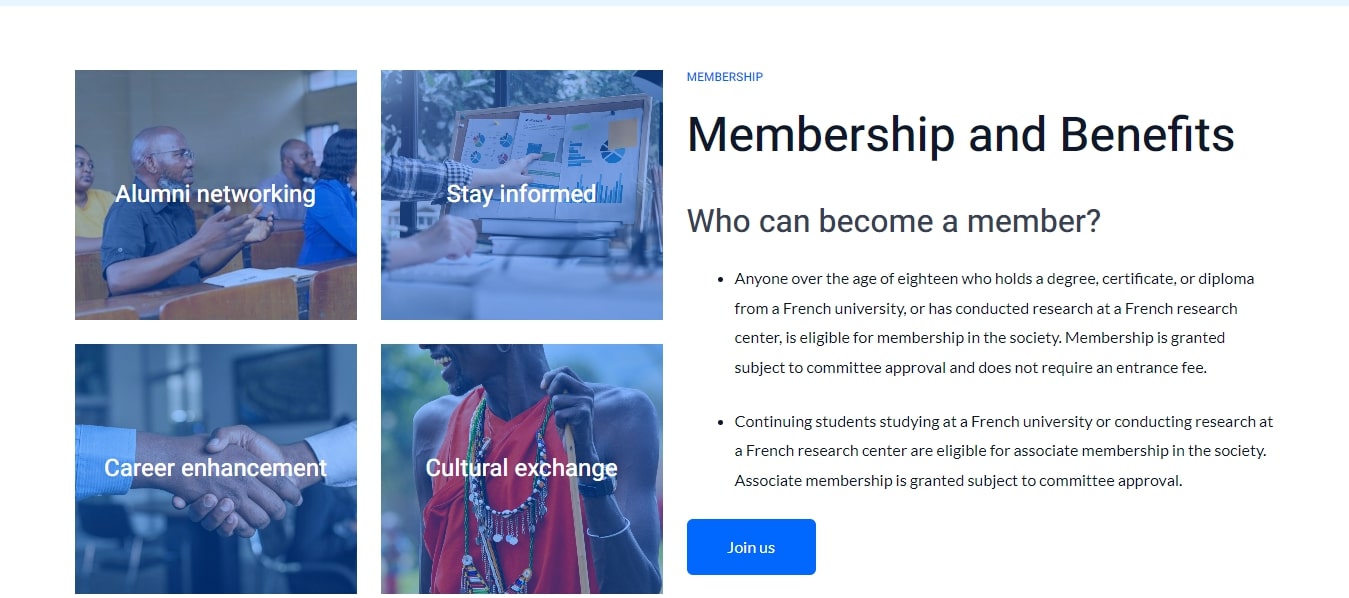 Alumni networking
Stay informed
Career enhancement
Cultural exchange
MEMBERSHIP
Membership and Benefits
Who can become a member?
• Anyone over the age of eighteen who holds a degree, certificate, or diploma
from a French university, or has conducted research at a French research
center, is eligible for membership in the society. Membership is granted
subject to committee approval and does not require an entrance fee.
• Continuing students studying at a French university or conducting research at
a French research center are eligible for associate membership in the society.
Associate membership is granted subject to committee approval.
Join us